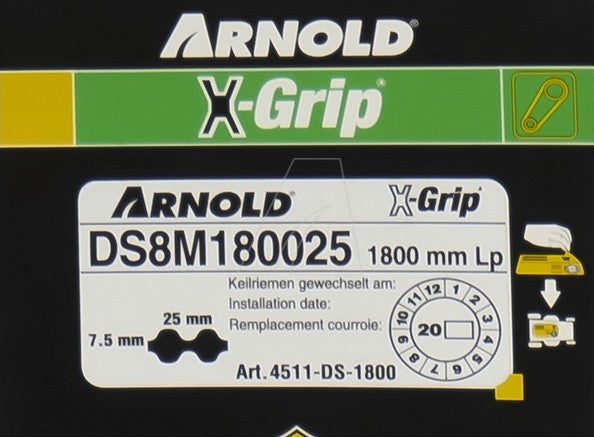 ARNOLD®
X-Grip®
ARNOLD® X-Grip®
DS8M180025 1800 mm Lp
Keilriemen gewechselt am:
Installation date:
Remplacement courroie:
25 mm
7.5 mm
1 2 3 4 5 6 7 8 9 10 11 12
20
Art. 4511-DS-1800